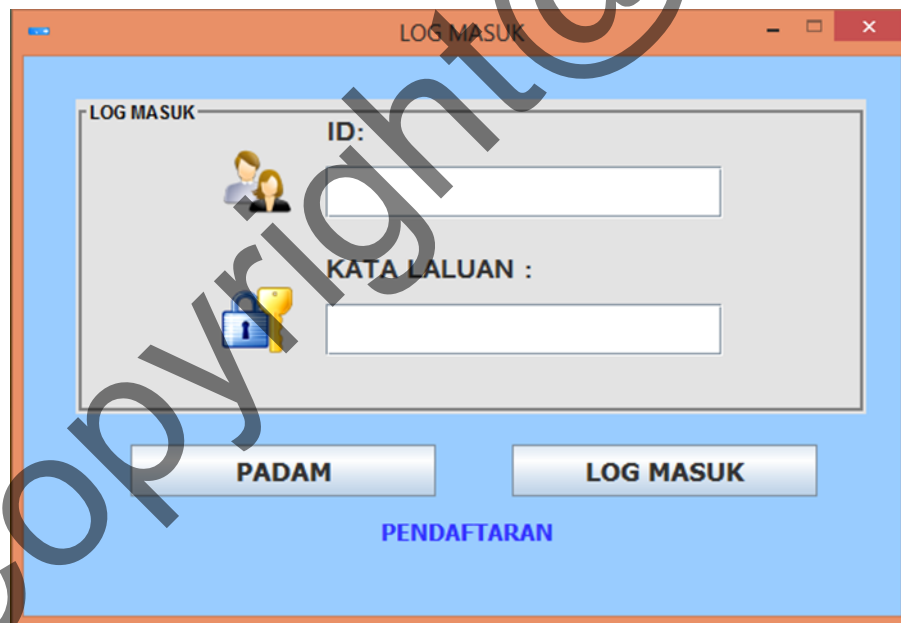 LOG MASUK
LOG MASUK
ID:
KATA LALUAN :
PADAM
LOG MASUK
PENDAFTARAN
Copyright@